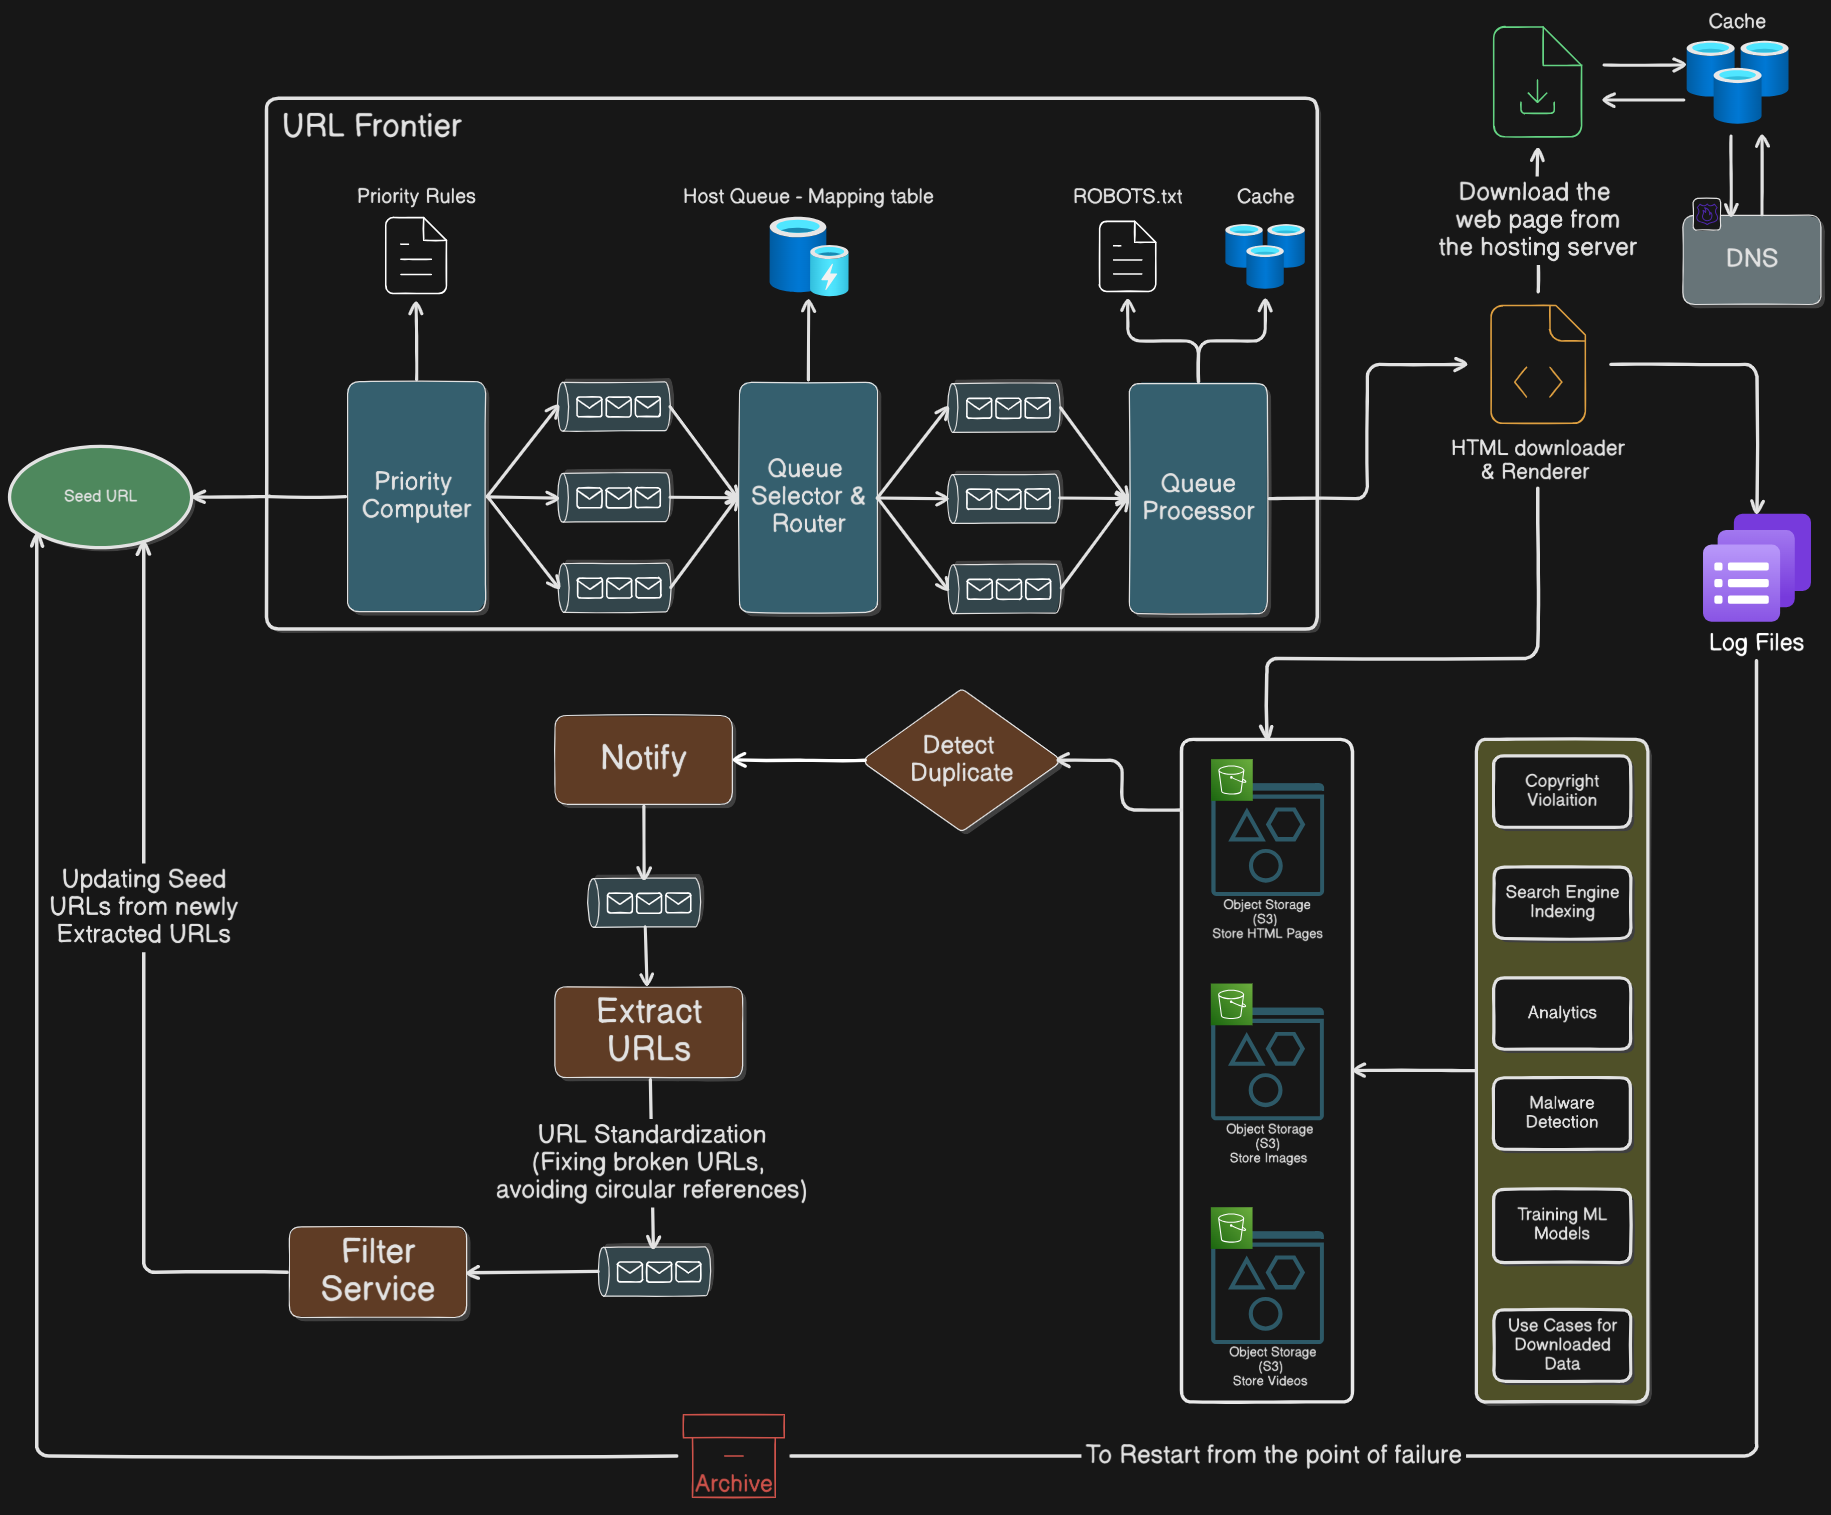 Cache
URL Frontier
Priority Rules
Host Queue - Mapping table
ROBOTS.txt
Cache
Download the
web page from
the hosting server
DNS
Priority
Computer
Queue
Selector &
Router
Queue
Processor
HTML downloader
& Renderer
Seed URL
Log Files
Notify
Detect
Duplicate
Copyright
Violaition
Updating Seed
URLs from newly
Extracted URLs
Object Storage
(S3)
Store HTML Pages
Search Engine
Indexing
Extract
URLs
Analytics
URL Standardization
(Fixing broken URLs,
avoiding circular references)
Object Storage
(S3)
Store Images
Malware
Detection
Filter
Service
Training ML
Models
Object Storage
(S3)
Store Videos
Use Cases for
Downloaded
Data
Archive
To Restart from the point of failure